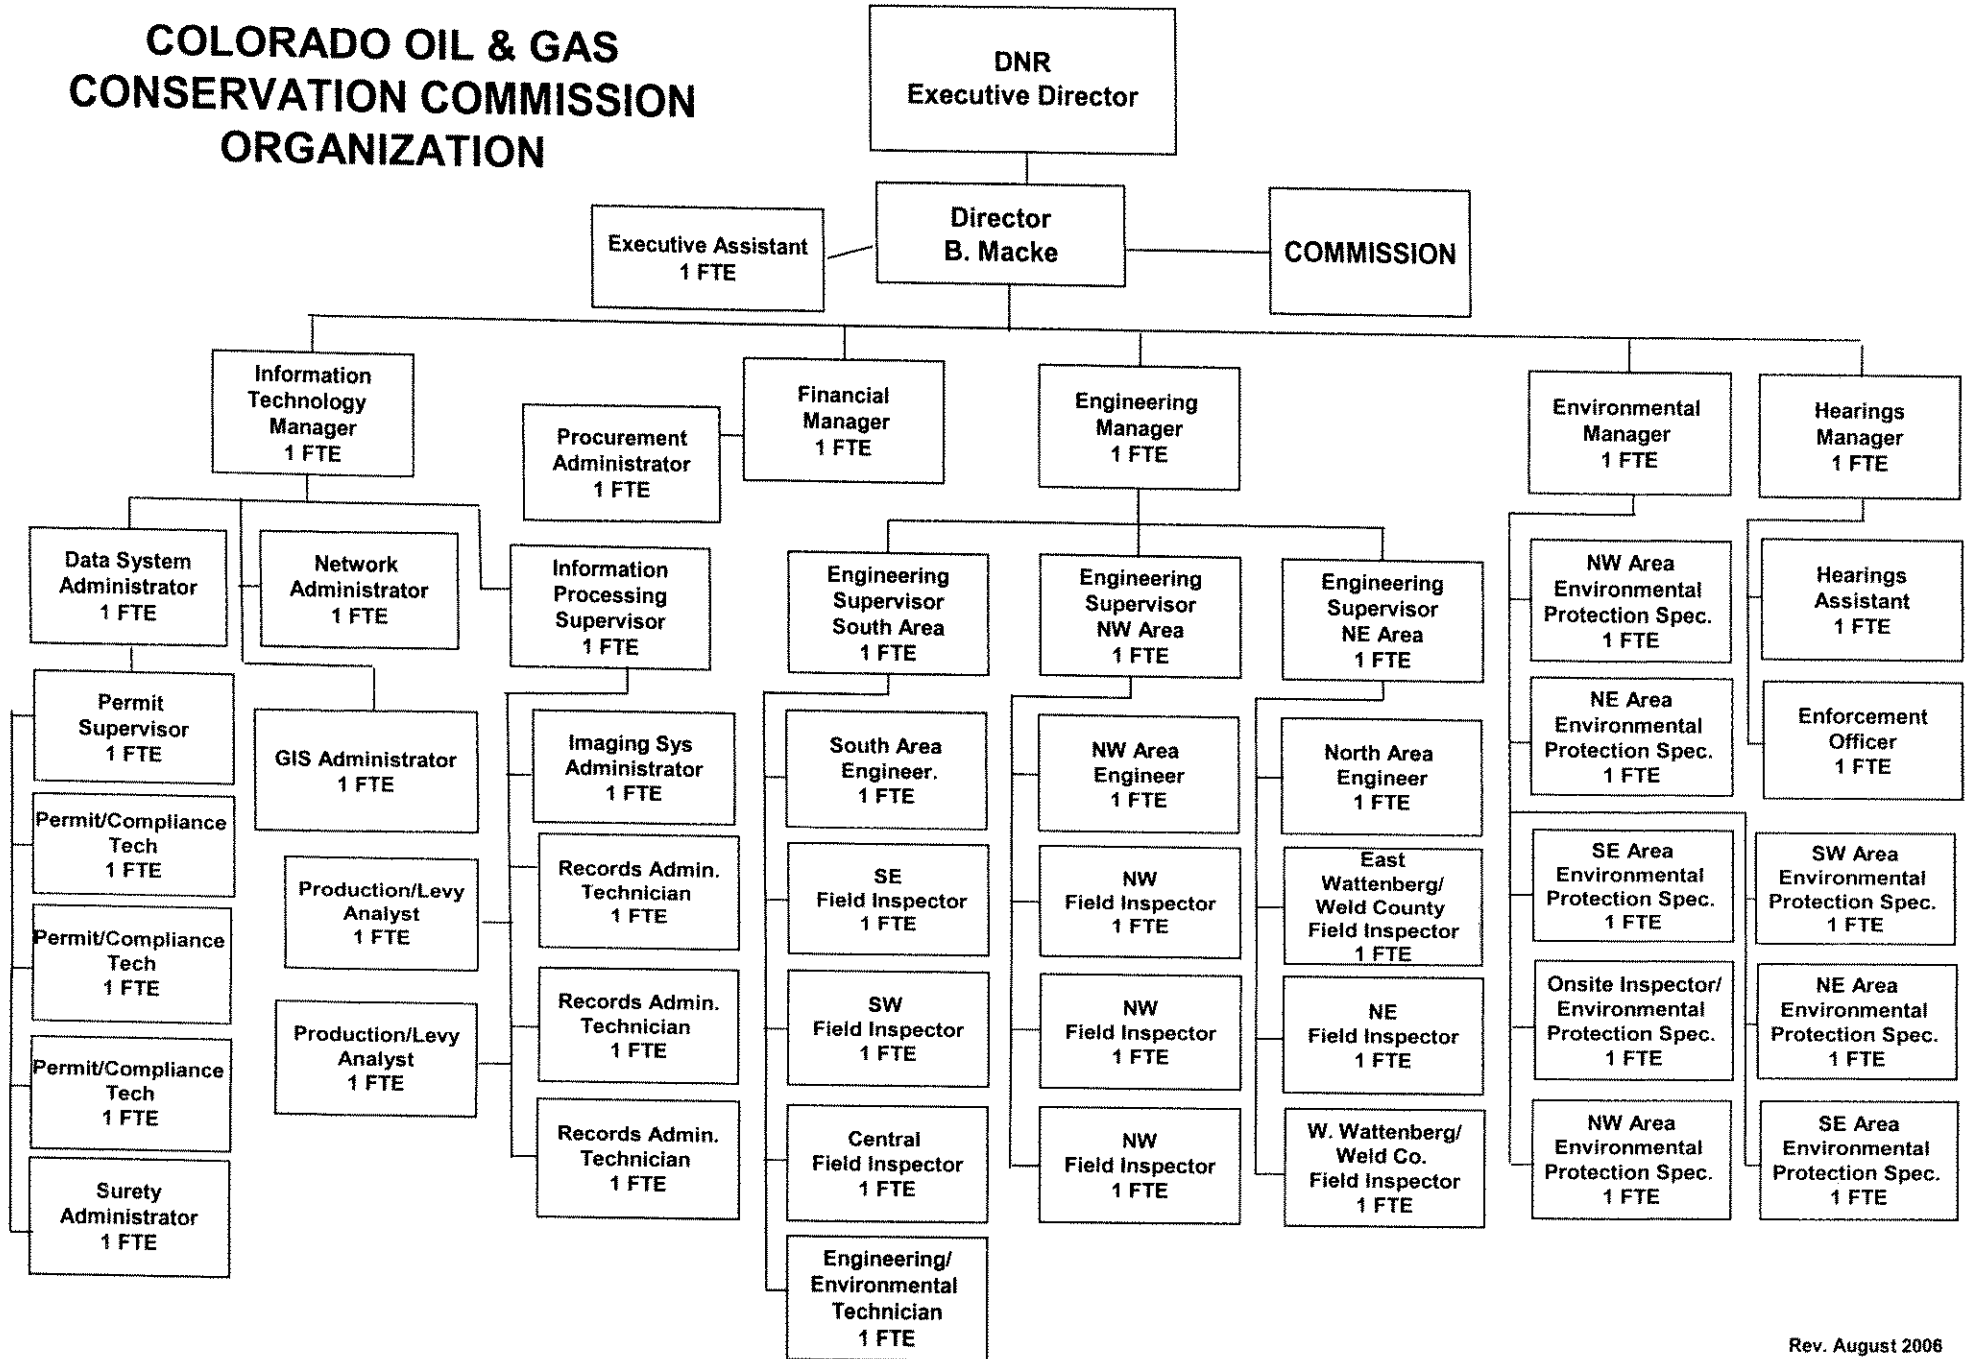 COLORADO OIL & GAS
CONSERVATION COMMISSION
ORGANIZATION
DNR
Executive Director
Director
B. Macke
Executive Assistant
1 FTE
COMMISSION
Information
Technology
Manager
1 FTE
Financial
Manager
1 FTE
Procurement
Administrator
1 FTE
Engineering
Manager
1 FTE
Environmental
Manager
1 FTE
Hearings
Manager
1 FTE
Data System
Administrator
1 FTE
Network
Administrator
1 FTE
Information
Processing
Supervisor
1 FTE
Engineering
Supervisor
South Area
1 FTE
Engineering
Supervisor
NW Area
1 FTE
Engineering
Supervisor
NE Area
1 FTE
NW Area
Environmental
Protection Spec.
1 FTE
Hearings
Assistant
1 FTE
Permit
Supervisor
1 FTE
GIS Administrator
1 FTE
Imaging Sys
Administrator
1 FTE
South Area
Engineer.
1 FTE
NW Area
Engineer
1 FTE
North Area
Engineer
1 FTE
NE Area
Environmental
Protection Spec.
1 FTE
Enforcement
Officer
1 FTE
Permit/Compliance
Tech
1 FTE
Production/Levy
Analyst
1 FTE
Records Admin.
Technician
1 FTE
SE
Field Inspector
1 FTE
NW
Field Inspector
1 FTE
East
Wattenberg/
Weld County
Field Inspector
1 FTE
SE Area
Environmental
Protection Spec.
1 FTE
SW Area
Environmental
Protection Spec.
1 FTE
Permit/Compliance
Tech
1 FTE
Production/Levy
Analyst
1 FTE
Records Admin.
Technician
1 FTE
SW
Field Inspector
1 FTE
NW
Field Inspector
1 FTE
NE
Field Inspector
1 FTE
Onsite Inspector/
Environmental
Protection Spec.
1 FTE
NE Area
Environmental
Protection Spec.
1 FTE
Permit/Compliance
Tech
1 FTE
Records Admin.
Technician
1 FTE
Central
Field Inspector
1 FTE
NW
Field Inspector
1 FTE
W. Wattenberg/
Weld Co.
Field Inspector
1 FTE
NW Area
Environmental
Protection Spec.
1 FTE
SE Area
Environmental
Protection Spec.
1 FTE
Surety
Administrator
1 FTE
Engineering/
Environmental
Technician
1 FTE
Rev. August 2006